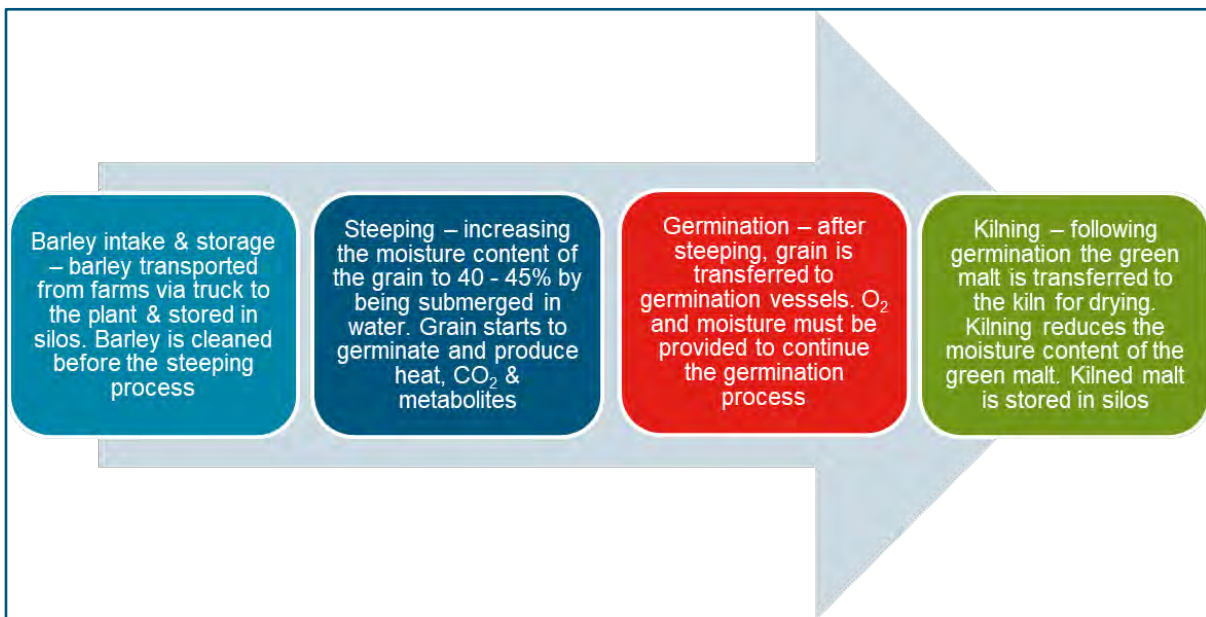 Barley intake & storage
– barley transported
from farms via truck to
the plant & stored in
silos. Barley is cleaned
before the steeping
process
Steeping – increasing
the moisture content of
the grain to 40 - 45% by
being submerged in
water. Grain starts to
germinate and produce
heat, CO₂ &
metabolites
Germination – after
steeping, grain is
transferred to
germination vessels. O₂
and moisture must be
provided to continue
the germination
process
Kilning – following
germination the green
malt is transferred to
the kiln for drying.
Kilning reduces the
moisture content of the
green malt. Kilned malt
is stored in silos